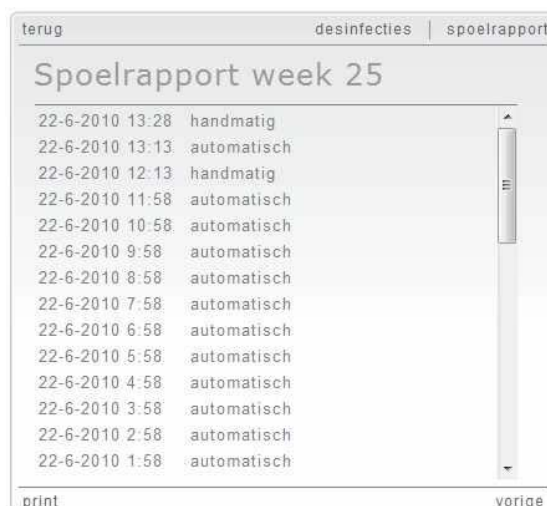 terug desinfecties | spoelrapport
Spoelrapport week 25
22-6-2010 13:28 handmatig
22-6-2010 13:13 automatisch
22-6-2010 12:13 handmatig
22-6-2010 11:58 automatisch
22-6-2010 10:58 automatisch
22-6-2010 9:58 automatisch
22-6-2010 8:58 automatisch
22-6-2010 7:58 automatisch
22-6-2010 6:58 automatisch
22-6-2010 5:58 automatisch
22-6-2010 4:58 automatisch
22-6-2010 3:58 automatisch
22-6-2010 2:58 automatisch
22-6-2010 1:58 automatisch
print vorige